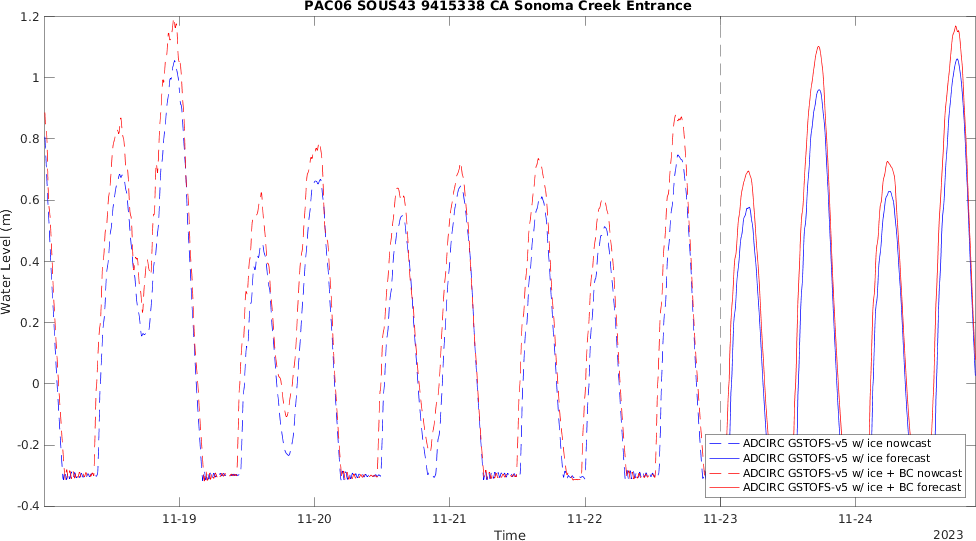 PAC06 SOUS43 9415338 CA Sonoma Creek Entrance
Water Level (m)
1.2
1
0.8
0.6
0.4
0.2
0
-0.2
-0.4
11-19
11-20
11-21
11-22
11-23
11-24
Time
2023
ADCIRC GSTOFS-v5 w/ ice nowcast
ADCIRC GSTOFS-v5 w/ ice forecast
ADCIRC GSTOFS-v5 w/ ice + BC nowcast
ADCIRC GSTOFS-v5 w/ ice + BC forecast